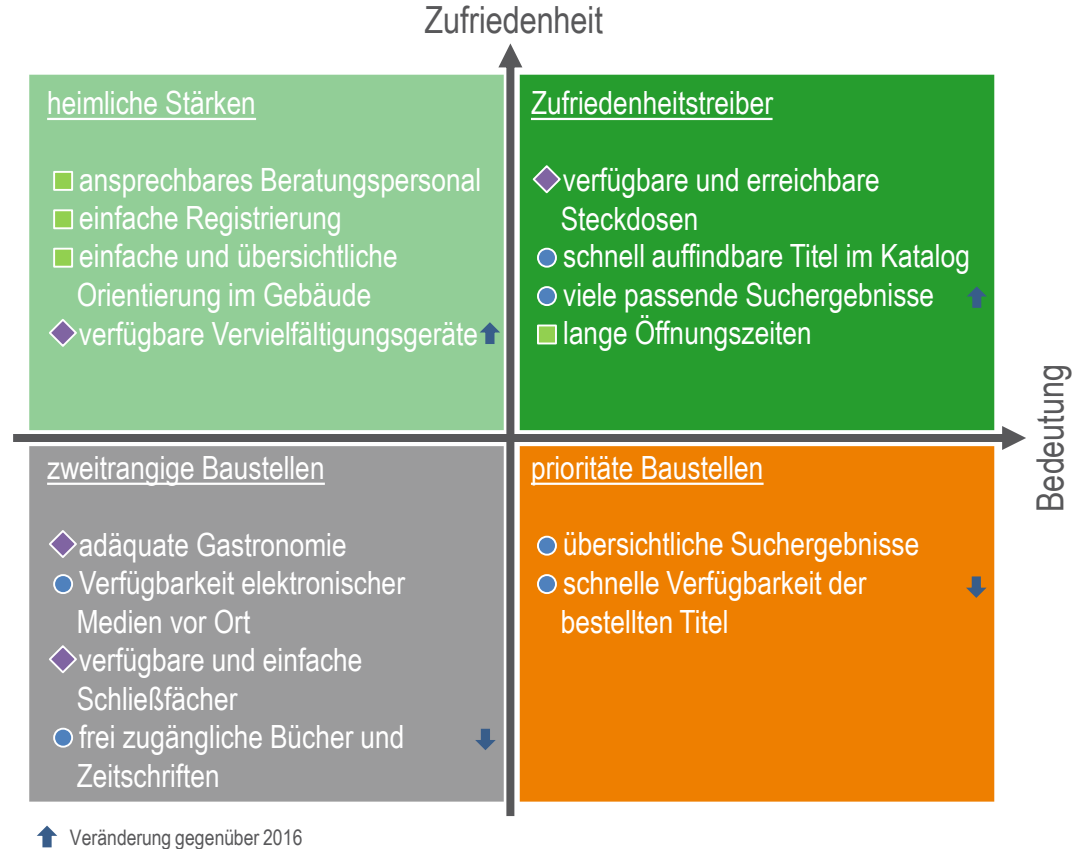 Zufriedenheit
heimliche Stärken
ansprechbares Beratungspersonal
einfache Registrierung
einfache und übersichtliche
Orientierung im Gebäude
verfügbare Vervielfältigungsgeräte
Zufriedenheitstreiber
verfügbare und erreichbare
Steckdosen
schnell auffindbare Titel im Katalog
viele passende Suchergebnisse
lange Öffnungszeiten
Bedeutung
zweitrangige Baustellen
adäquate Gastronomie
Verfügbarkeit elektronischer
Medien vor Ort
verfügbare und einfache
Schließfächer
frei zugängliche Bücher und
Zeitschriften
prioritäte Baustellen
übersichtliche Suchergebnisse
schnelle Verfügbarkeit der
bestellten Titel
Veränderung gegenüber 2016